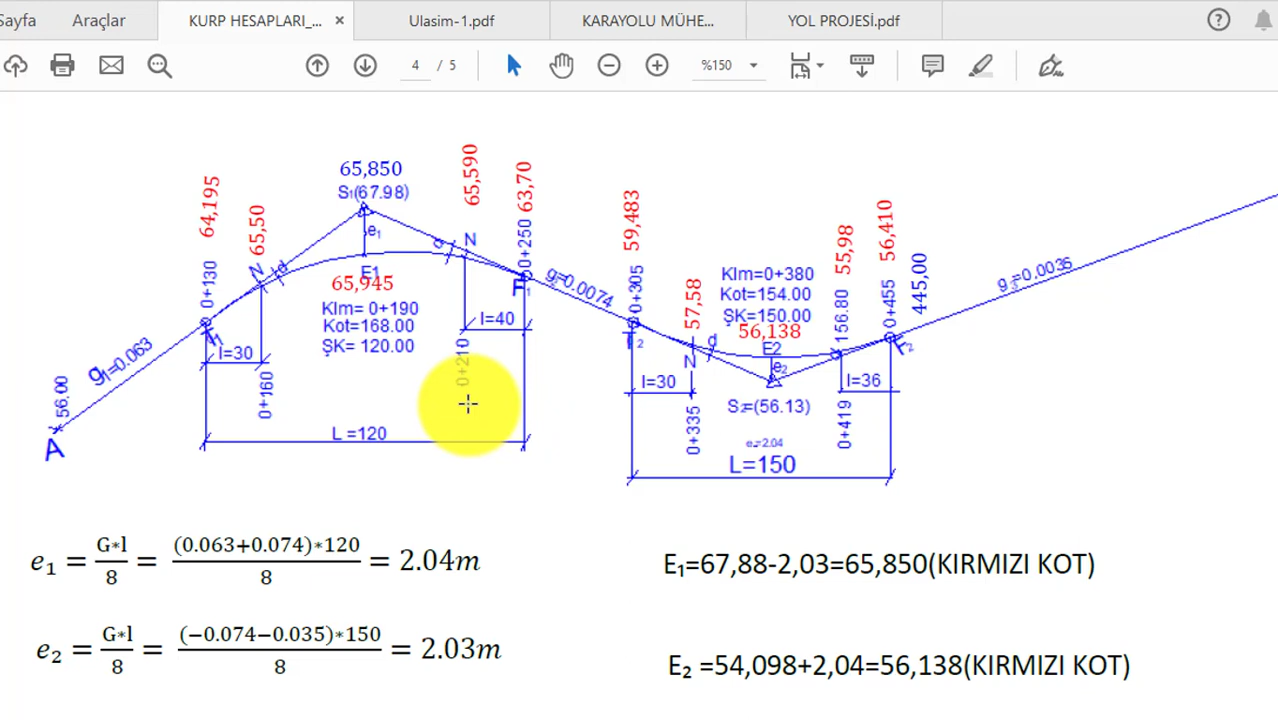 Sayfa Araçlar KURP HESAPLARI_... × Ulasim-1.pdf KARAYOLU MÜHE... YOL PROJESİ.pdf
4 / 5 %150
65,850
S₁(67.98)
64,195
65,50
65,590
63,70
59,483
57,58
55,98
56,410
445,00
e₁
E1
65,945
Klm= 0+190
Kot=168.00
ŞK= 120.00
N
d
N
d
0+130
0+250
T₁
F₁
l=30
l=40
0+160
0+210
L =120
g₁=0.063
56.00
A
g₂=0.0074
0+305
T₂
Klm=0+380
Kot=154.00
ŞK=150.00
56,138
E2
e₂
d
N
d
156.80
0+455
F₂
g₃=0.0035
l=30
l=36
0+335
0+419
S₂=(56.13)
e₂=2.04
L=150
e₁ = G∗l/8 = (0.063+0.074)∗120/8 = 2.04m
E₁=67,88-2,03=65,850(KIRMIZI KOT)
e₂ = G∗l/8 = (−0.074−0.035)∗150/8 = 2.03m
E₂ =54,098+2,04=56,138(KIRMIZI KOT)